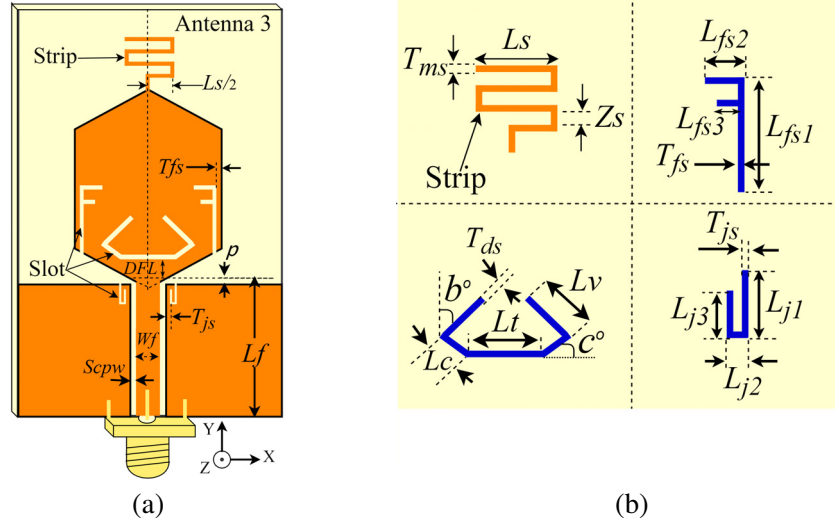 Antenna 3
Strip
Ls/2
Tfs
Slot
DFL
p
Tjs
Wf
Lf
Scpw
Y
Z
X
(a)
Ls
Tms
Zs
Strip
Lfs2
Lfs3
Lfs1
Tfs
Tds
b°
Lv
Lt
Lc
c°
Tjs
Lj3
Lj1
Lj2
(b)